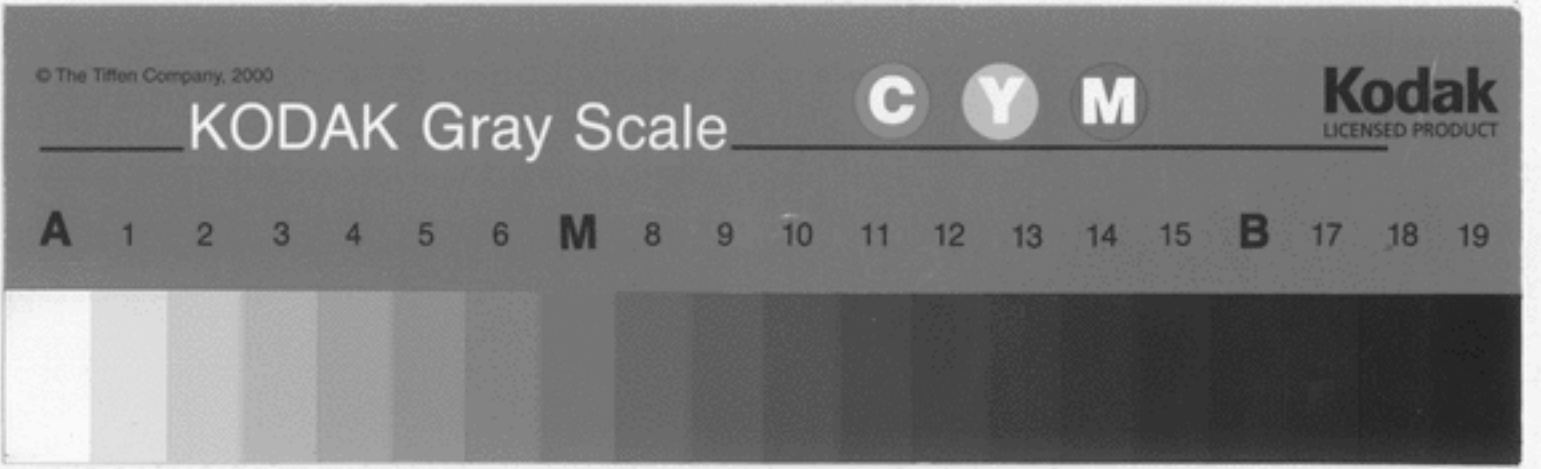 © The Tiffen Company, 2000
KODAK Gray Scale
C Y M
Kodak
LICENSED PRODUCT
A 1 2 3 4 5 6 M 8 9 10 11 12 13 14 15 B 17 18 19